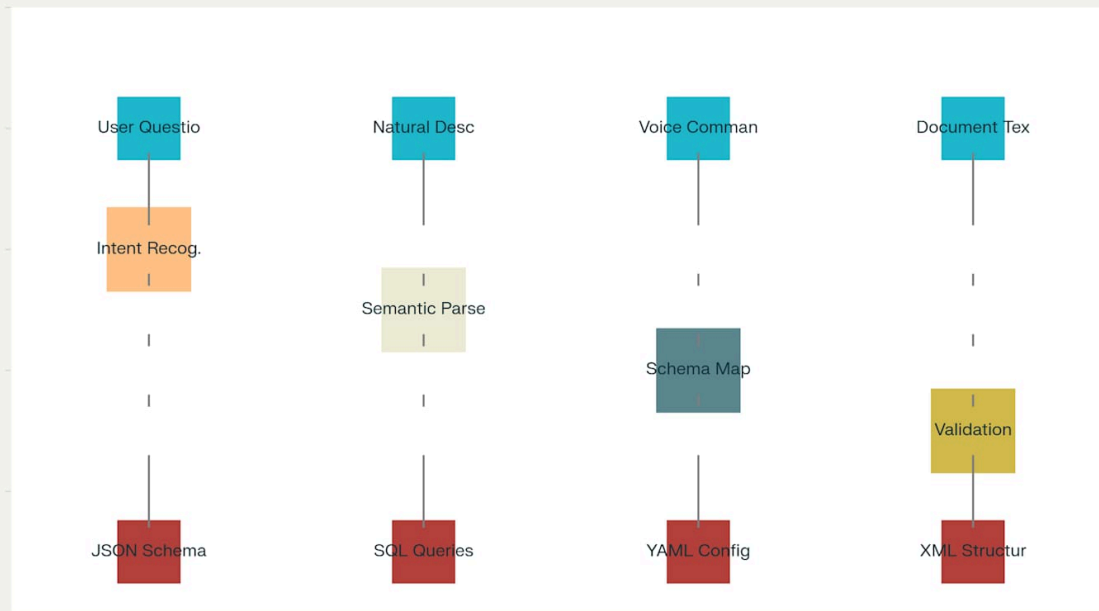 User Questio
Natural Desc
Voice Comman
Document Tex
Intent Recog.
Semantic Parse
Schema Map
Validation
JSON Schema
SQL Queries
YAML Config
XML Structur